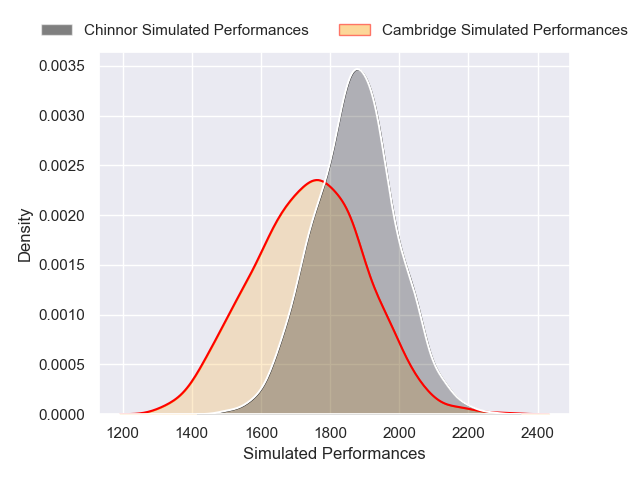 Chinnor Simulated Performances Cambridge Simulated Performances
0.0035
0.0030
0.0025
0.0020
0.0015
0.0010
0.0005
0.0000
Density
1200 1400 1600 1800 2000 2200 2400
Simulated Performances